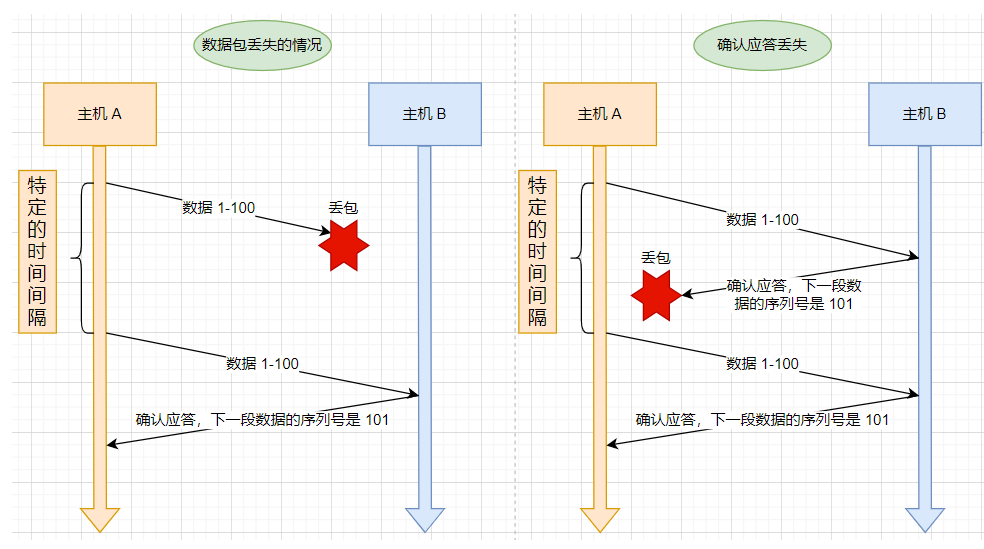 数据包丢失的情况
主机 A
主机 B
特定的时间间隔
数据 1-100
丢包
数据 1-100
确认应答，下一段数据的序列号是 101
确认应答丢失
主机 A
主机 B
特定的时间间隔
数据 1-100
丢包
确认应答，下一段数
据的序列号是 101
数据 1-100
确认应答，下一段数据的序列号是 101